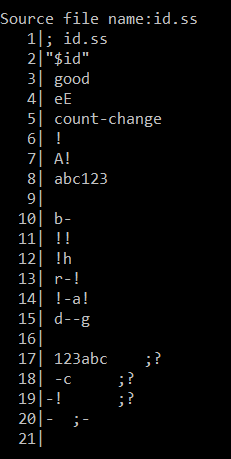 Source file name:id.ss
   1|; id.ss
   2|"$id"
   3| good
   4| eE
   5| count-change
   6| !
   7| A!
   8| abc123
   9|
  10| b-
  11| !!
  12| !h
  13| r-!
  14| !-a!
  15| d--g
  16|
  17| 123abc    ;?
  18| -c     ;?
  19|-!      ;?
  20|-  ;-
  21|